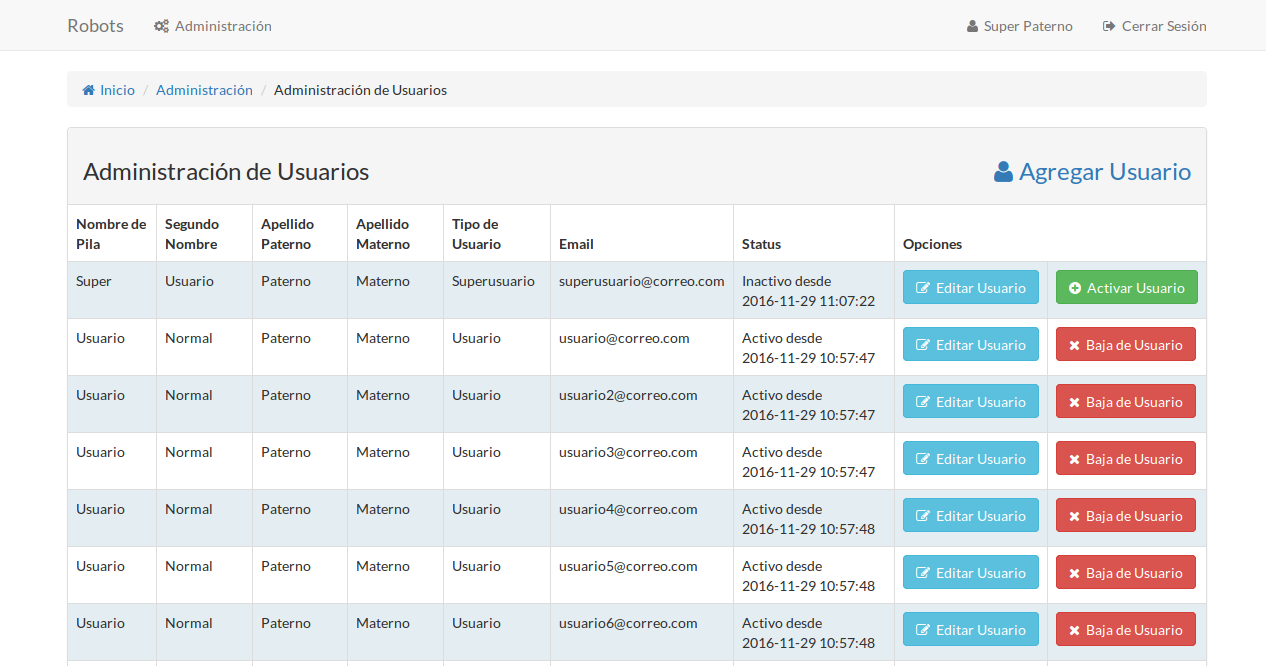 Robots Administración Super Paterno Cerrar Sesión
Inicio / Administración / Administración de Usuarios
Administración de Usuarios Agregar Usuario
Nombre de Pila Segundo Nombre Apellido Paterno Apellido Materno Tipo de Usuario Email Status Opciones
Super Usuario Paterno Materno Superusuario superusuario@correo.com Inactivo desde Editar Usuario Activar Usuario
2016-11-29 11:07:22
Usuario Normal Paterno Materno Usuario usuario@correo.com Activo desde Editar Usuario Baja de Usuario
2016-11-29 10:57:47
Usuario Normal Paterno Materno Usuario usuario2@correo.com Activo desde Editar Usuario Baja de Usuario
2016-11-29 10:57:47
Usuario Normal Paterno Materno Usuario usuario3@correo.com Activo desde Editar Usuario Baja de Usuario
2016-11-29 10:57:47
Usuario Normal Paterno Materno Usuario usuario4@correo.com Activo desde Editar Usuario Baja de Usuario
2016-11-29 10:57:48
Usuario Normal Paterno Materno Usuario usuario5@correo.com Activo desde Editar Usuario Baja de Usuario
2016-11-29 10:57:48
Usuario Normal Paterno Materno Usuario usuario6@correo.com Activo desde Editar Usuario Baja de Usuario
2016-11-29 10:57:48